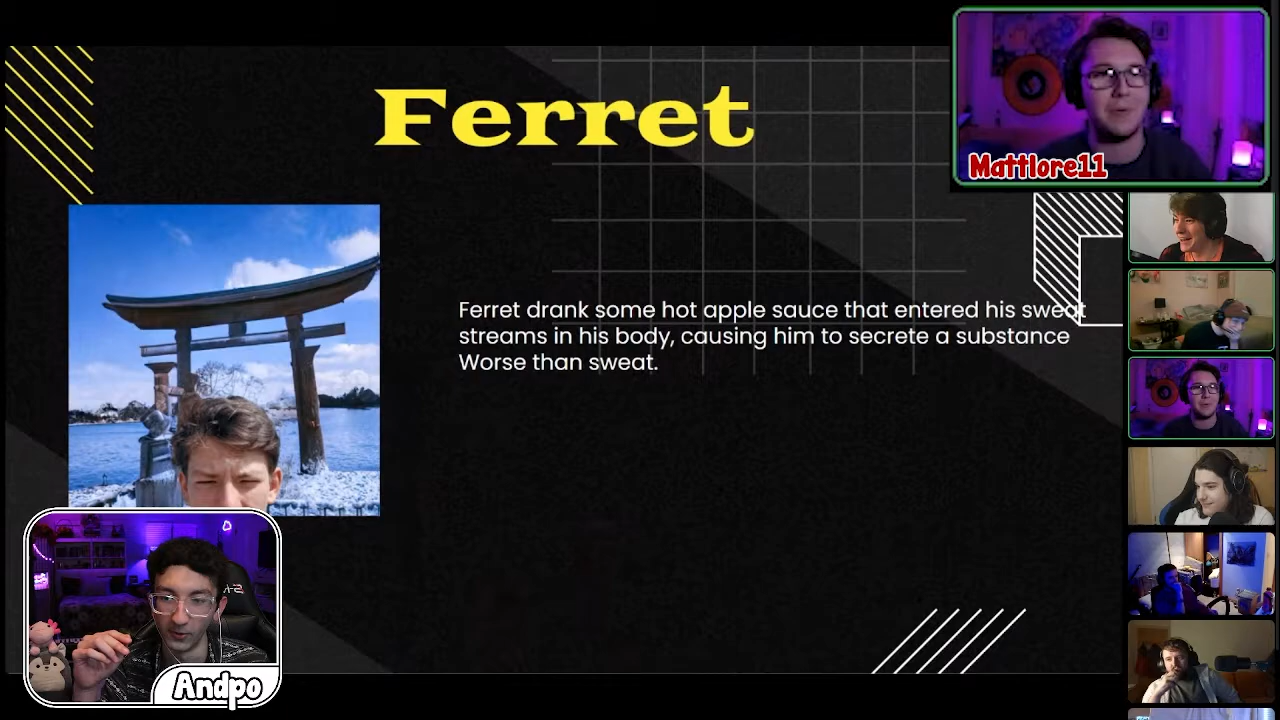 Ferret
Mattlore11
Ferret drank some hot apple sauce that entered his sweat
streams in his body, causing him to secrete a substance
Worse than sweat.
Andpo